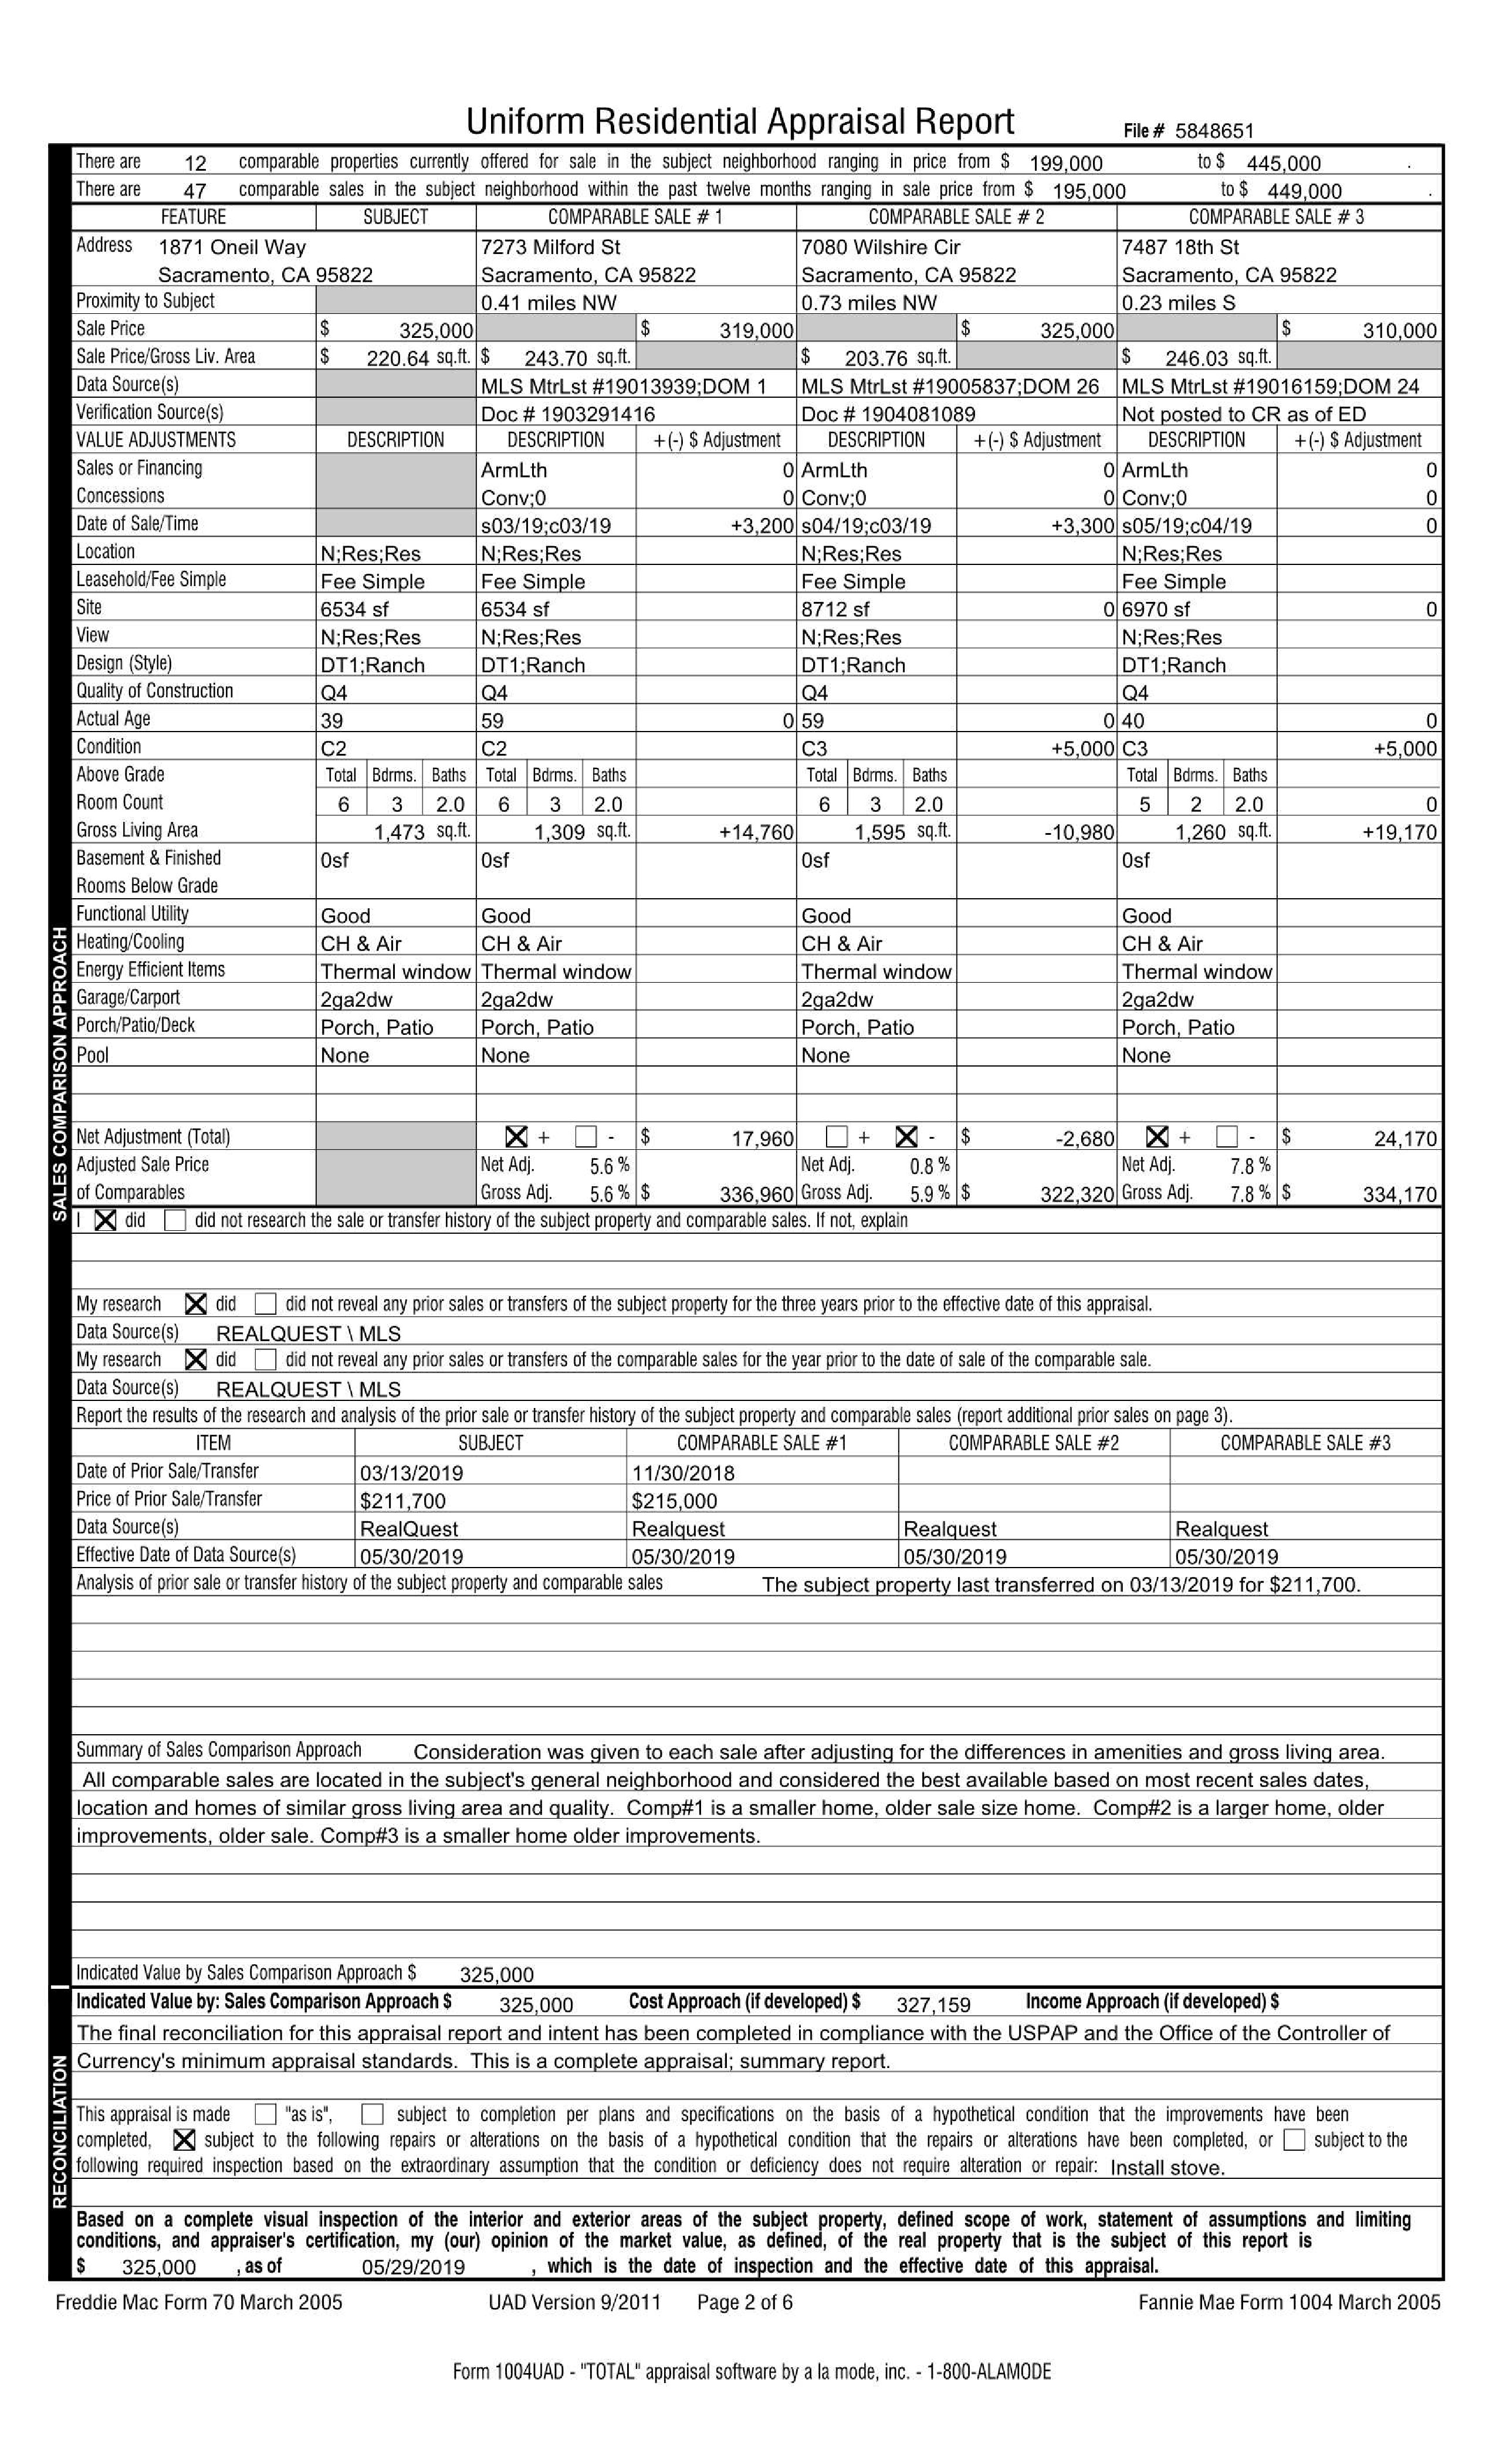 Uniform Residential Appraisal Report File # 5848651
There are 12 comparable properties currently offered for sale in the subject neighborhood ranging in price from $ 199,000 to $ 445,000 .
There are 47 comparable sales in the subject neighborhood within the past twelve months ranging in sale price from $ 195,000 to $ 449,000 .
FEATURE SUBJECT COMPARABLE SALE # 1 COMPARABLE SALE # 2 COMPARABLE SALE # 3
Address 1871 Oneil Way 7273 Milford St 7080 Wilshire Cir 7487 18th St
Sacramento, CA 95822 Sacramento, CA 95822 Sacramento, CA 95822 Sacramento, CA 95822
Proximity to Subject 0.41 miles NW 0.73 miles NW 0.23 miles S
Sale Price $ 325,000 $ 319,000 $ 325,000 $ 310,000
Sale Price/Gross Liv. Area $ 220.64 sq.ft. $ 243.70 sq.ft. $ 203.76 sq.ft. $ 246.03 sq.ft.
Data Source(s) MLS MtrLst #19013939;DOM 1 MLS MtrLst #19005837;DOM 26 MLS MtrLst #19016159;DOM 24
Verification Source(s) Doc # 1903291416 Doc # 1904081089 Not posted to CR as of ED
VALUE ADJUSTMENTS DESCRIPTION DESCRIPTION +(-) $ Adjustment DESCRIPTION +(-) $ Adjustment DESCRIPTION +(-) $ Adjustment
Sales or Financing ArmLth 0 ArmLth 0 ArmLth 0
Concessions Conv;0 0 Conv;0 0 Conv;0 0
Date of Sale/Time s03/19;c03/19 +3,200 s04/19;c03/19 +3,300 s05/19;c04/19 0
Location N;Res;Res N;Res;Res N;Res;Res N;Res;Res
Leasehold/Fee Simple Fee Simple Fee Simple Fee Simple Fee Simple
Site 6534 sf 6534 sf 8712 sf 0 6970 sf 0
View N;Res;Res N;Res;Res N;Res;Res N;Res;Res
Design (Style) DT1;Ranch DT1;Ranch DT1;Ranch DT1;Ranch
Quality of Construction Q4 Q4 Q4 Q4
Actual Age 39 59 0 59 0 40 0
Condition C2 C2 C3 +5,000 C3 +5,000
Above Grade Total Bdrms. Baths Total Bdrms. Baths Total Bdrms. Baths Total Bdrms. Baths
Room Count 6 3 2.0 6 3 2.0 6 3 2.0 5 2 2.0 0
Gross Living Area 1,473 sq.ft. 1,309 sq.ft. +14,760 1,595 sq.ft. -10,980 1,260 sq.ft. +19,170
Basement & Finished 0sf 0sf 0sf 0sf
Rooms Below Grade
Functional Utility Good Good Good Good
Heating/Cooling CH & Air CH & Air CH & Air CH & Air
Energy Efficient Items Thermal window Thermal window Thermal window Thermal window
Garage/Carport 2ga2dw 2ga2dw 2ga2dw 2ga2dw
Porch/Patio/Deck Porch, Patio Porch, Patio Porch, Patio Porch, Patio
Pool None None None None
Net Adjustment (Total) + - $ 17,960 + - $ -2,680 + - $ 24,170
Adjusted Sale Price Net Adj. 5.6 % Net Adj. 0.8 % Net Adj. 7.8 %
of Comparables Gross Adj. 5.6 % $ 336,960 Gross Adj. 5.9 % $ 322,320 Gross Adj. 7.8 % $ 334,170
SALES COMPARISON APPROACH
I did did not research the sale or transfer history of the subject property and comparable sales. If not, explain
My research did did not reveal any prior sales or transfers of the subject property for the three years prior to the effective date of this appraisal.
Data Source(s) REALQUEST \ MLS
My research did did not reveal any prior sales or transfers of the comparable sales for the year prior to the date of sale of the comparable sale.
Data Source(s) REALQUEST \ MLS
Report the results of the research and analysis of the prior sale or transfer history of the subject property and comparable sales (report additional prior sales on page 3).
ITEM SUBJECT COMPARABLE SALE #1 COMPARABLE SALE #2 COMPARABLE SALE #3
Date of Prior Sale/Transfer 03/13/2019 11/30/2018
Price of Prior Sale/Transfer $211,700 $215,000
Data Source(s) RealQuest Realquest Realquest Realquest
Effective Date of Data Source(s) 05/30/2019 05/30/2019 05/30/2019 05/30/2019
Analysis of prior sale or transfer history of the subject property and comparable sales The subject property last transferred on 03/13/2019 for $211,700.
Summary of Sales Comparison Approach Consideration was given to each sale after adjusting for the differences in amenities and gross living area.
All comparable sales are located in the subject's general neighborhood and considered the best available based on most recent sales dates,
location and homes of similar gross living area and quality. Comp#1 is a smaller home, older sale size home. Comp#2 is a larger home, older
improvements, older sale. Comp#3 is a smaller home older improvements.
Indicated Value by Sales Comparison Approach $ 325,000
Indicated Value by: Sales Comparison Approach $ 325,000 Cost Approach (if developed) $ 327,159 Income Approach (if developed) $
The final reconciliation for this appraisal report and intent has been completed in compliance with the USPAP and the Office of the Controller of
Currency's minimum appraisal standards. This is a complete appraisal; summary report.
RECONCILIATION
This appraisal is made "as is", subject to completion per plans and specifications on the basis of a hypothetical condition that the improvements have been
completed, subject to the following repairs or alterations on the basis of a hypothetical condition that the repairs or alterations have been completed, or subject to the
following required inspection based on the extraordinary assumption that the condition or deficiency does not require alteration or repair: Install stove.
Based on a complete visual inspection of the interior and exterior areas of the subject property, defined scope of work, statement of assumptions and limiting
conditions, and appraiser's certification, my (our) opinion of the market value, as defined, of the real property that is the subject of this report is
$ 325,000 , as of 05/29/2019 , which is the date of inspection and the effective date of this appraisal.
Freddie Mac Form 70 March 2005 UAD Version 9/2011 Page 2 of 6 Fannie Mae Form 1004 March 2005
Form 1004UAD - "TOTAL" appraisal software by a la mode, inc. - 1-800-ALAMODE